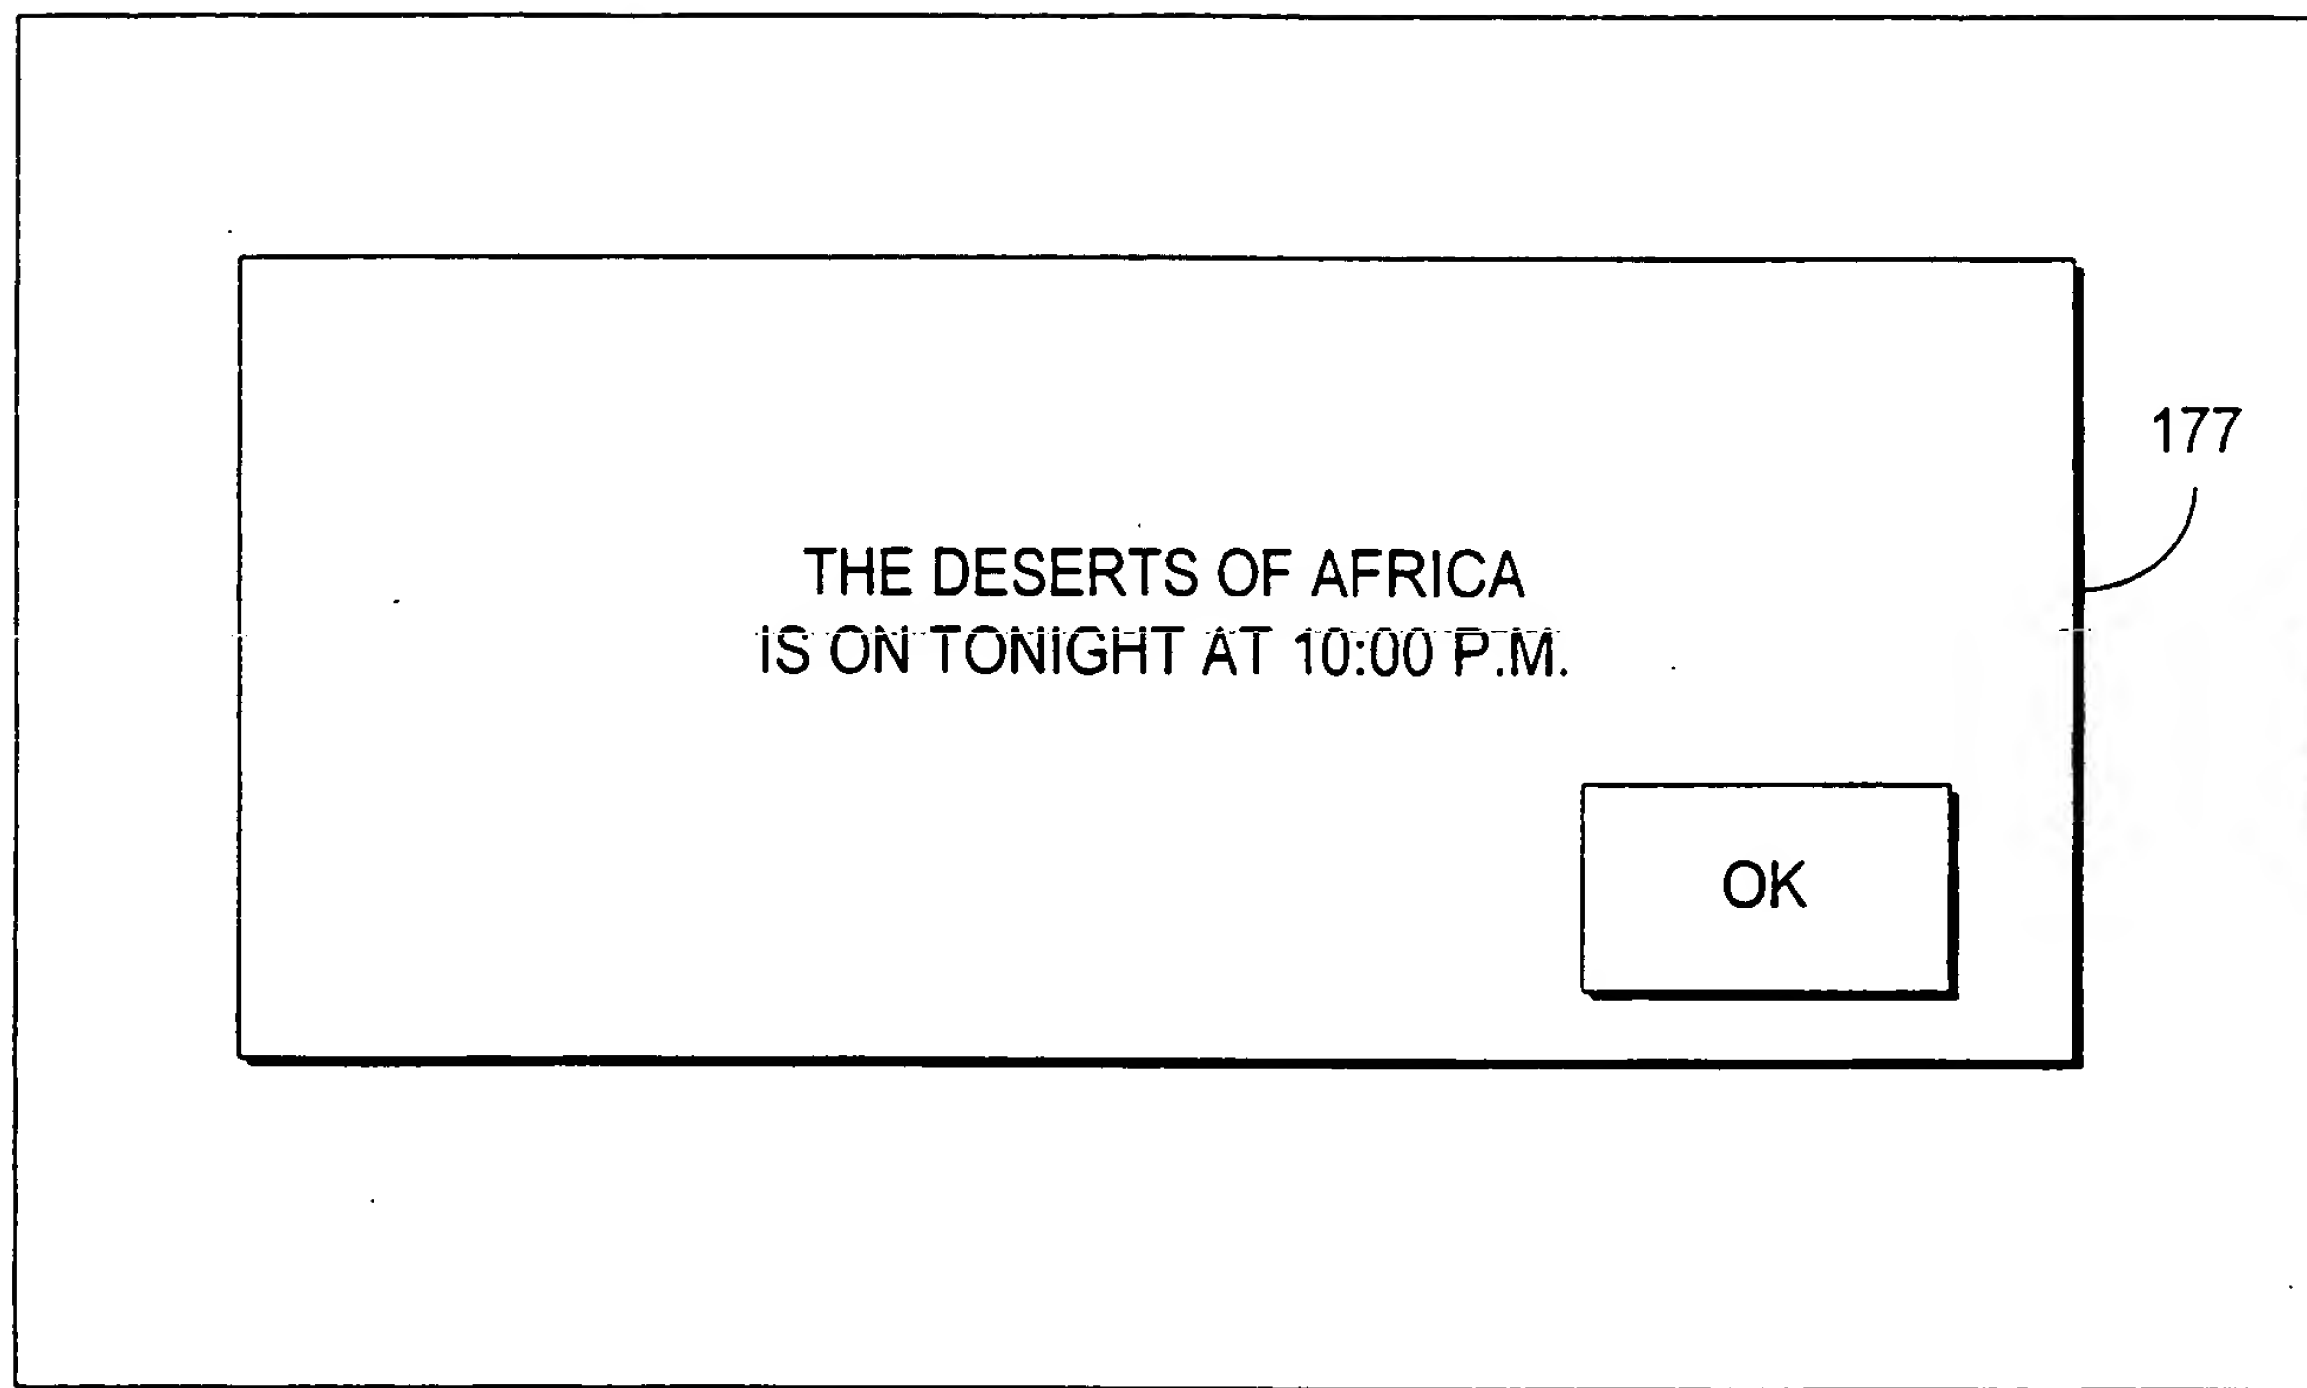 177
THE DESERTS OF AFRICA
IS ON TONIGHT AT 10:00 P.M.
OK